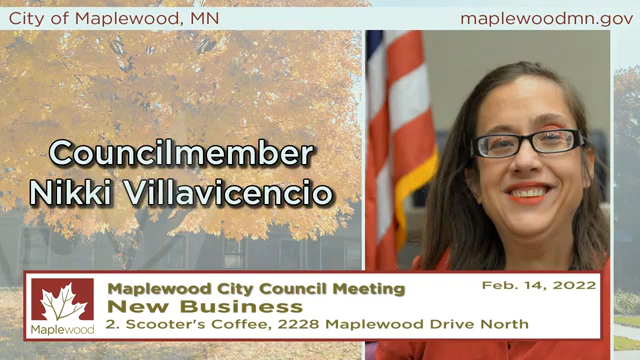 City of Maplewood, MN
maplewoodmn.gov
Councilmember
Nikki Villavicencio
Maplewood City Council Meeting
Feb. 14, 2022
New Business
2. Scooter's Coffee, 2228 Maplewood Drive North
Maplewood